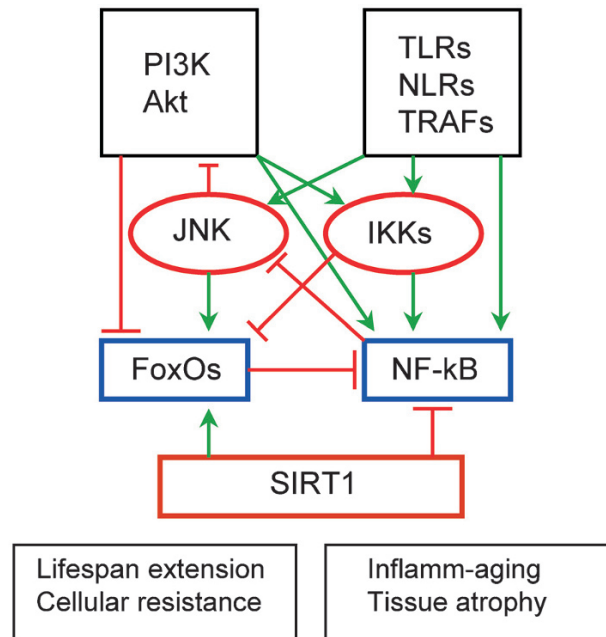 PI3K
Akt
TLRs
NLRs
TRAFs
JNK
IKKs
FoxOs
NF-kB
SIRT1
Lifespan extension
Cellular resistance
Inflamm-aging
Tissue atrophy